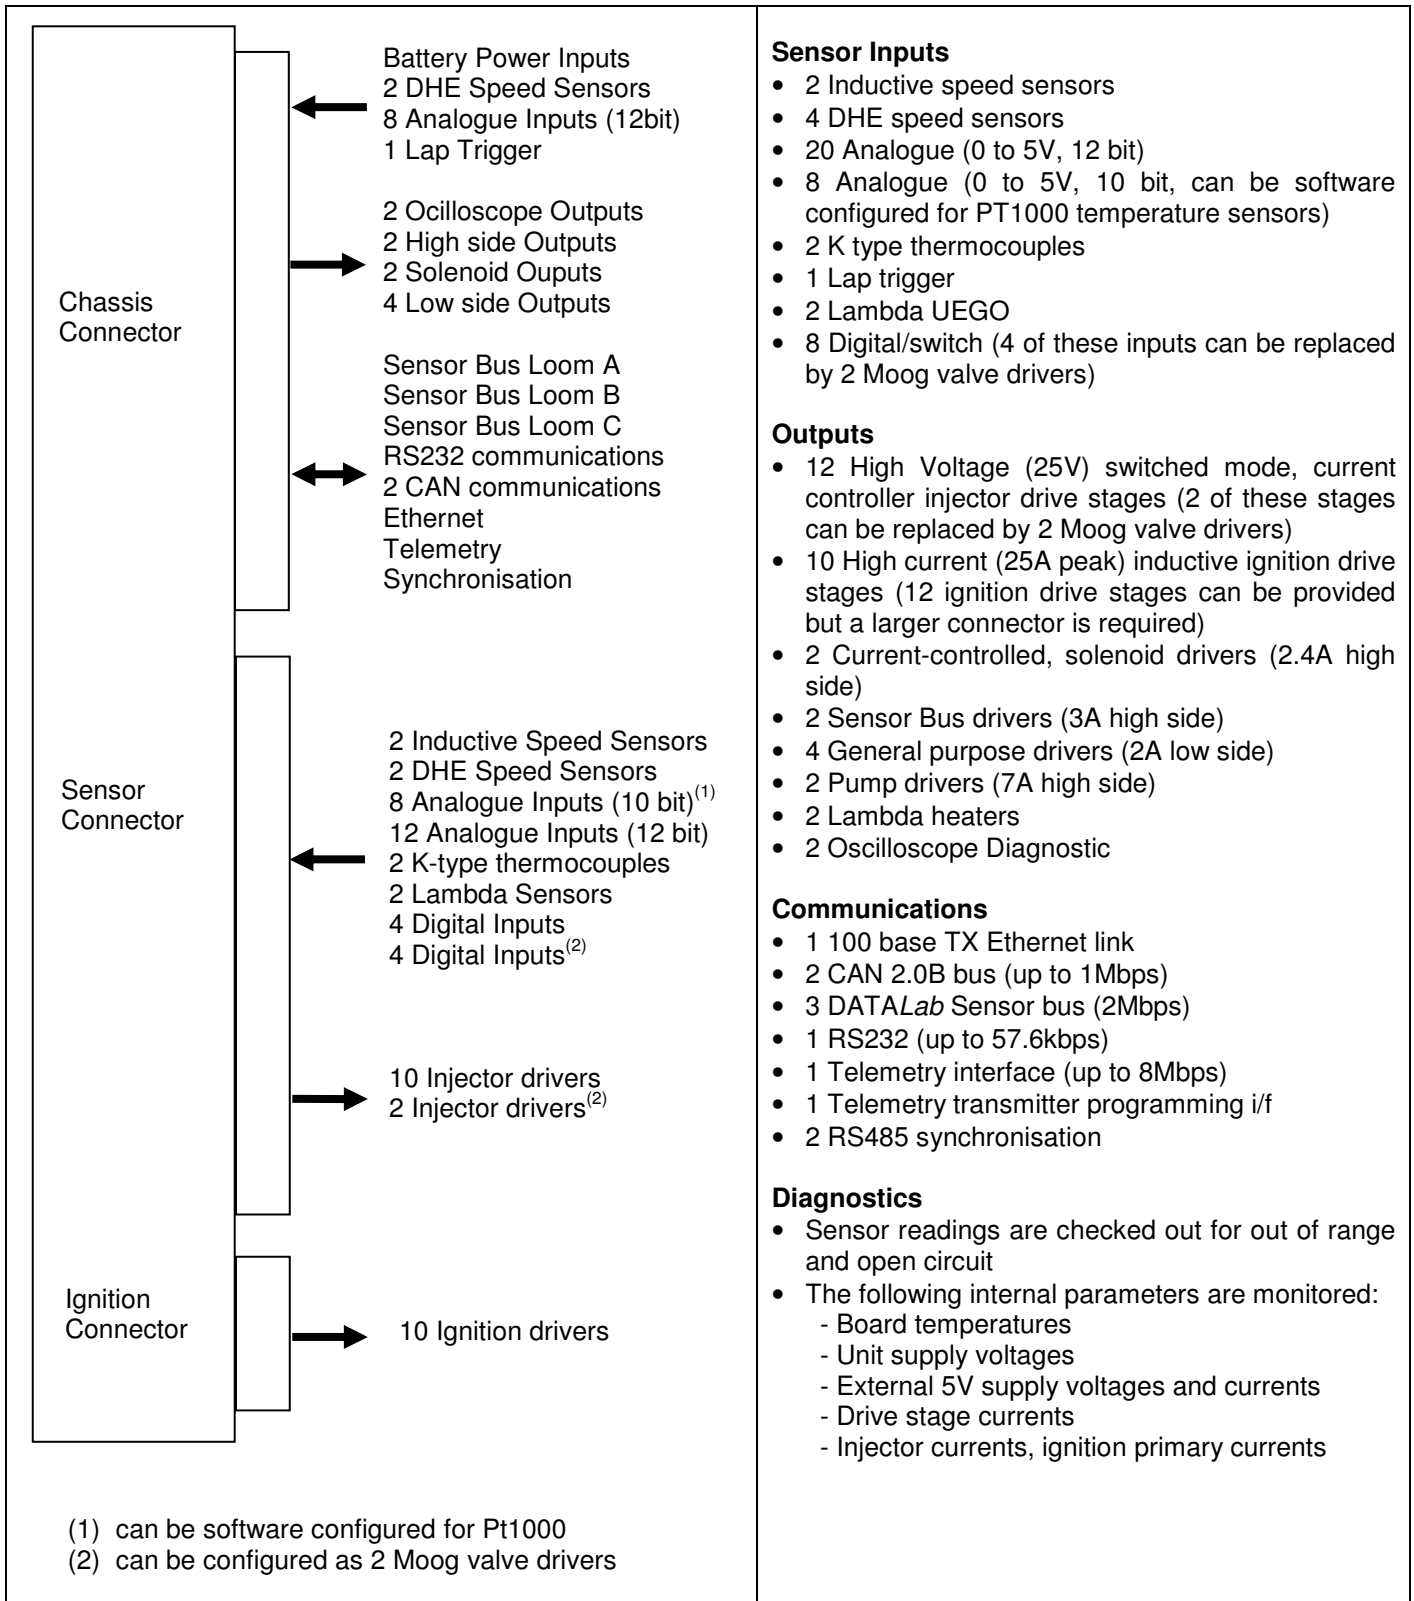 Battery Power Inputs
2 DHE Speed Sensors
8 Analogue Inputs (12bit)
1 Lap Trigger
2 Ocilloscope Outputs
2 High side Outputs
2 Solenoid Ouputs
4 Low side Outputs
Chassis
Connector
Sensor Bus Loom A
Sensor Bus Loom B
Sensor Bus Loom C
RS232 communications
2 CAN communications
Ethernet
Telemetry
Synchronisation
Sensor
Connector
2 Inductive Speed Sensors
2 DHE Speed Sensors
8 Analogue Inputs (10 bit)(1)
12 Analogue Inputs (12 bit)
2 K-type thermocouples
2 Lambda Sensors
4 Digital Inputs
4 Digital Inputs(2)
10 Injector drivers
2 Injector drivers(2)
Ignition
Connector
10 Ignition drivers
(1) can be software configured for Pt1000
(2) can be configured as 2 Moog valve drivers
Sensor Inputs
• 2 Inductive speed sensors
• 4 DHE speed sensors
• 20 Analogue (0 to 5V, 12 bit)
• 8 Analogue (0 to 5V, 10 bit, can be software
configured for PT1000 temperature sensors)
• 2 K type thermocouples
• 1 Lap trigger
• 2 Lambda UEGO
• 8 Digital/switch (4 of these inputs can be replaced
by 2 Moog valve drivers)
Outputs
• 12 High Voltage (25V) switched mode, current
controller injector drive stages (2 of these stages
can be replaced by 2 Moog valve drivers)
• 10 High current (25A peak) inductive ignition drive
stages (12 ignition drive stages can be provided
but a larger connector is required)
• 2 Current-controlled, solenoid drivers (2.4A high
side)
• 2 Sensor Bus drivers (3A high side)
• 4 General purpose drivers (2A low side)
• 2 Pump drivers (7A high side)
• 2 Lambda heaters
• 2 Oscilloscope Diagnostic
Communications
• 1 100 base TX Ethernet link
• 2 CAN 2.0B bus (up to 1Mbps)
• 3 DATALab Sensor bus (2Mbps)
• 1 RS232 (up to 57.6kbps)
• 1 Telemetry interface (up to 8Mbps)
• 1 Telemetry transmitter programming i/f
• 2 RS485 synchronisation
Diagnostics
• Sensor readings are checked out for out of range
and open circuit
• The following internal parameters are monitored:
- Board temperatures
- Unit supply voltages
- External 5V supply voltages and currents
- Drive stage currents
- Injector currents, ignition primary currents